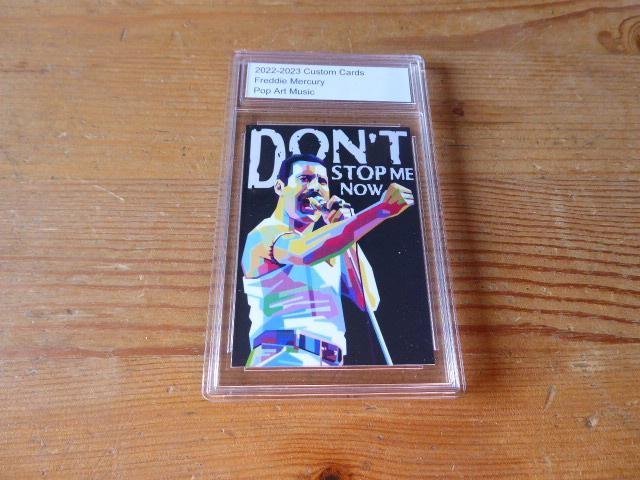 2022-2023 Custom Cards
Freddie Mercury
Pop Art Music
DON'T
STOP ME
NOW